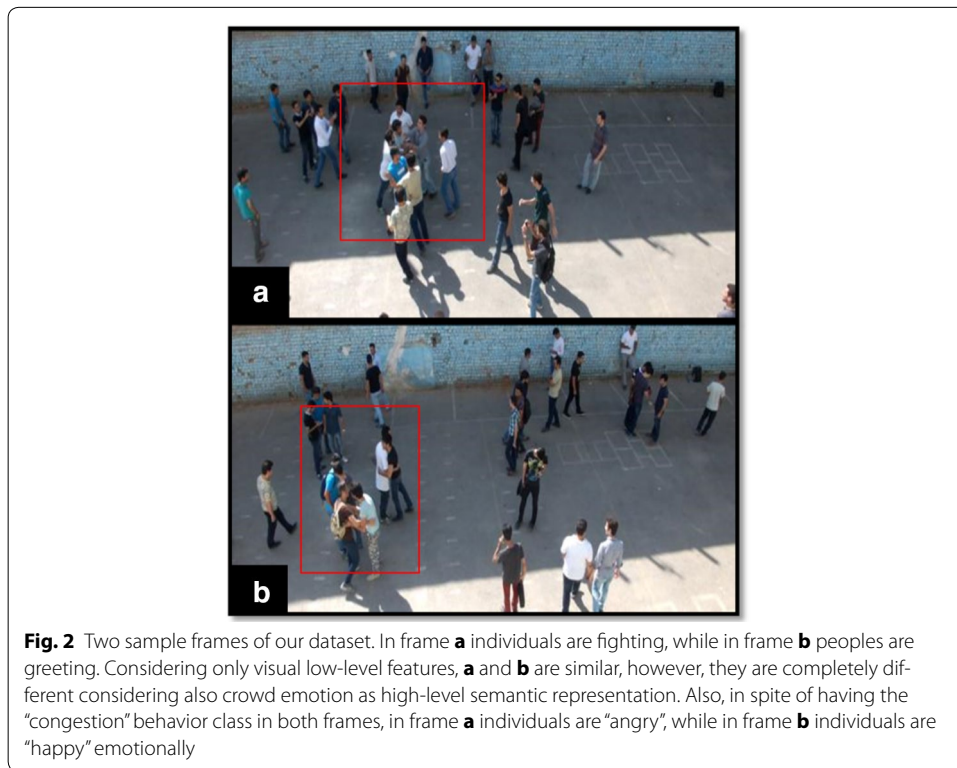 a
b
Fig. 2 Two sample frames of our dataset. In frame a individuals are fighting, while in frame b peoples are
greeting. Considering only visual low-level features, a and b are similar, however, they are completely dif-
ferent considering also crowd emotion as high-level semantic representation. Also, in spite of having the
“congestion” behavior class in both frames, in frame a individuals are “angry”, while in frame b individuals are
“happy” emotionally